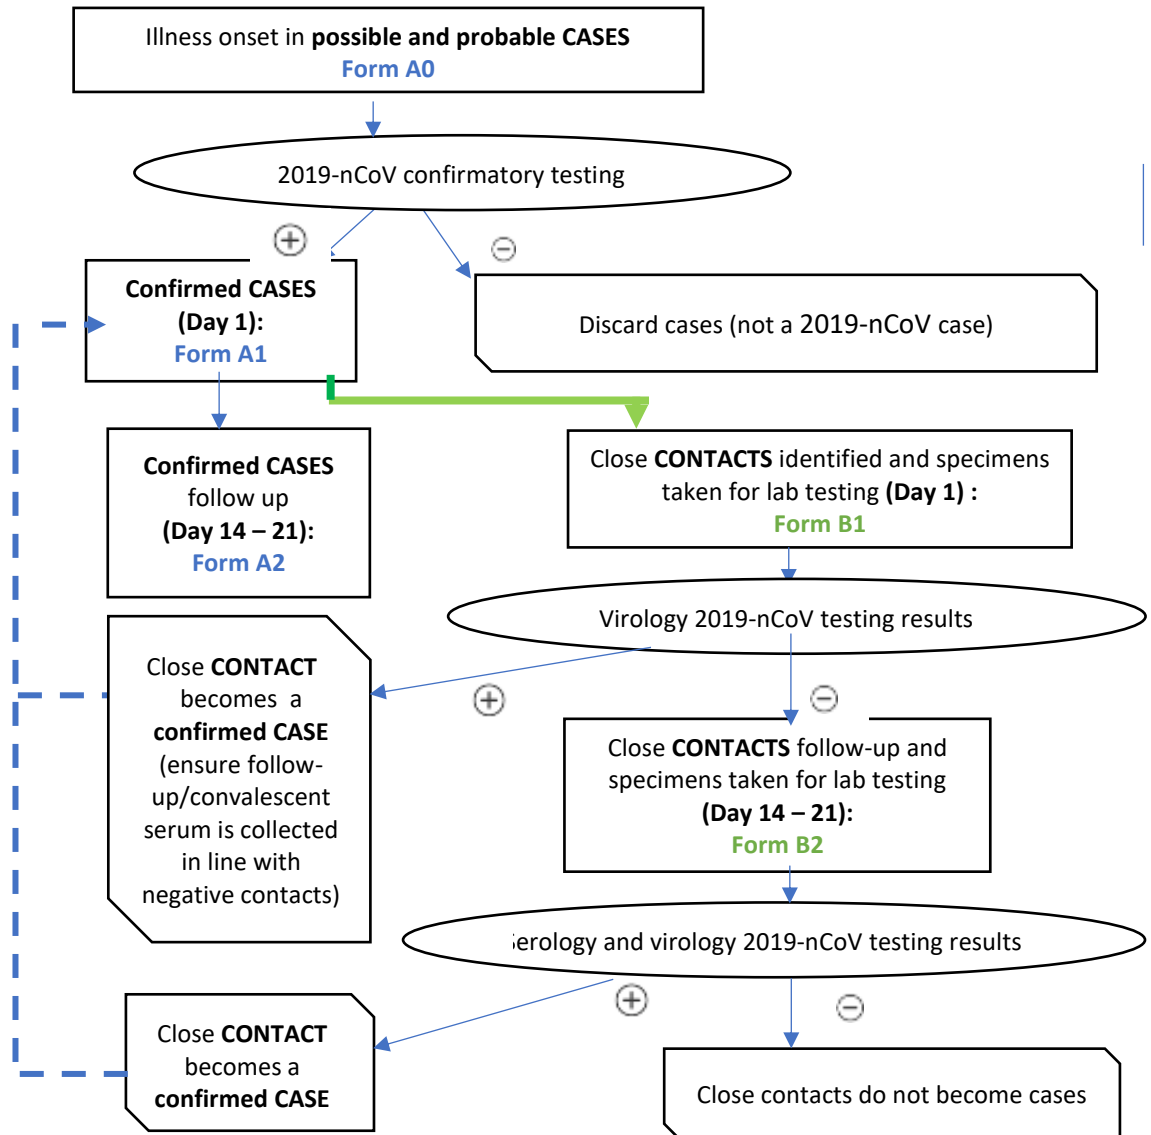 Illness onset in possible and probable CASES
Form A0
2019-nCoV confirmatory testing
+
−
Confirmed CASES
(Day 1):
Form A1
Discard cases (not a 2019-nCoV case)
Confirmed CASES
follow up
(Day 14 – 21):
Form A2
Close CONTACTS identified and specimens
taken for lab testing (Day 1) :
Form B1
Virology 2019-nCoV testing results
+
−
Close CONTACT
becomes a
confirmed CASE
(ensure follow-
up/convalescent
serum is collected
in line with
negative contacts)
Close CONTACTS follow-up and
specimens taken for lab testing
(Day 14 – 21):
Form B2
Serology and virology 2019-nCoV testing results
+
−
Close CONTACT
becomes a
confirmed CASE
Close contacts do not become cases